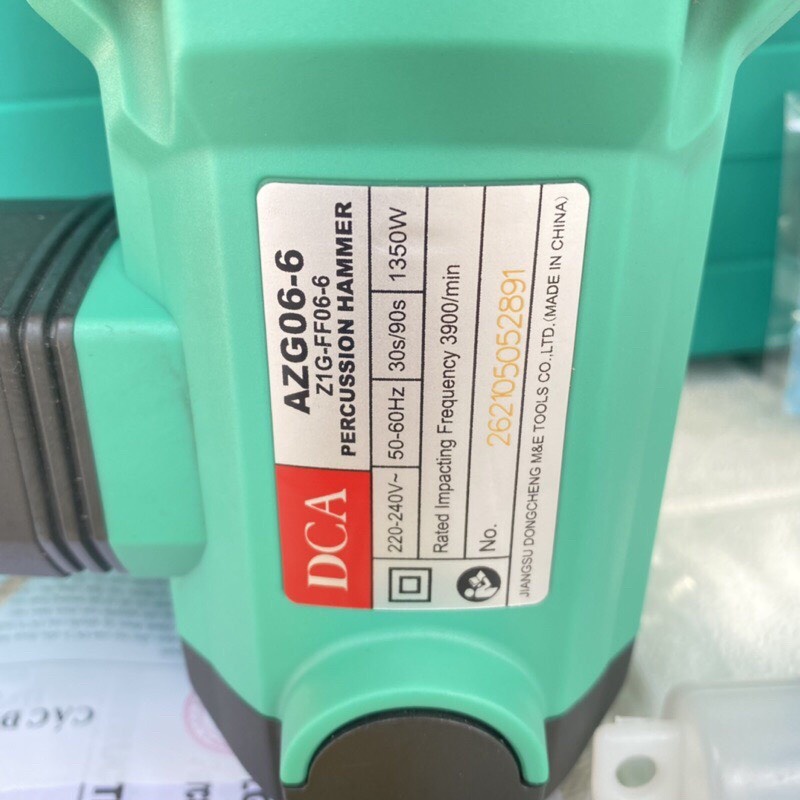 DCA
AZG06-6
Z1G-FF06-6
PERCUSSION HAMMER
220-240V~ 50-60Hz 30s/90s 1350W
Rated Impacting Frequency 3900/min
No. 262105052891
JIANGSU DONGCHENG M&E TOOLS CO.,LTD.(MADE IN CHINA)